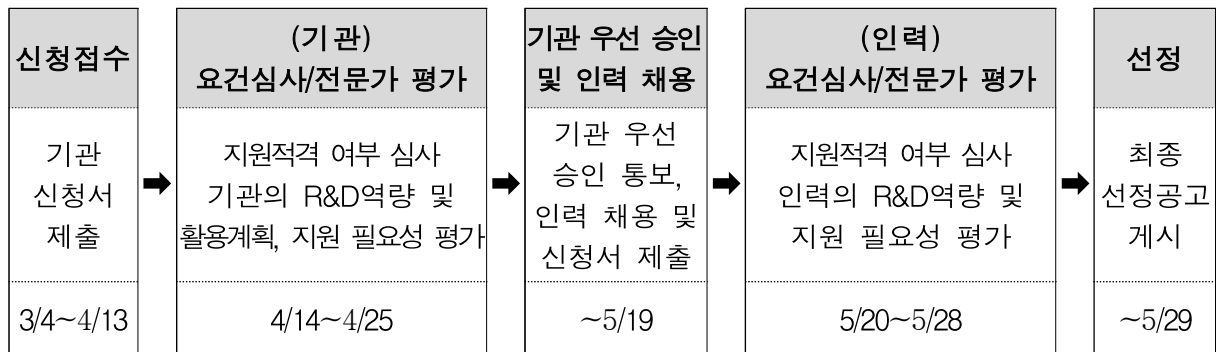 신청접수
(기 관)
요건심사/전문가 평가
기관 우선 승인
및 인력 채용
(인 력)
요건심사/전문가 평가
선정
기관
신청서
제출
지원적격 여부 심사
기관의 R&D역량 및
활용계획, 지원 필요성 평가
기관 우선
승인 통보,
인력 채용 및
신청서 제출
지원적격 여부 심사
인력의 R&D역량 및
지원 필요성 평가
최종
선정공고
게시
3/4~4/13
4/14~4/25
~5/19
5/20~5/28
~5/29